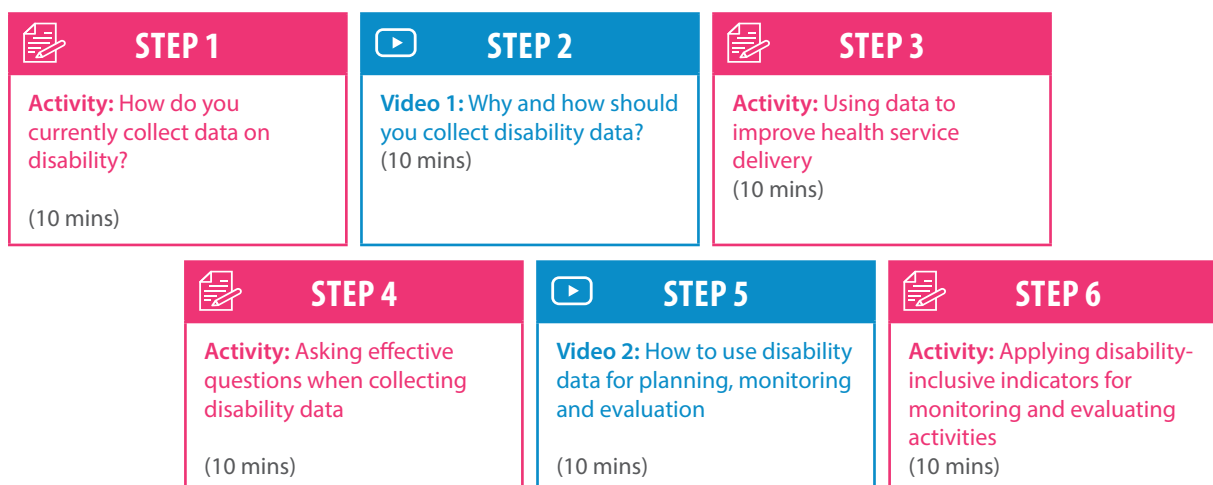 STEP 1
Activity: How do you
currently collect data on
disability?
(10 mins)
STEP 2
Video 1: Why and how should
you collect disability data?
(10 mins)
STEP 3
Activity: Using data to
improve health service
delivery
(10 mins)
STEP 4
Activity: Asking effective
questions when collecting
disability data
(10 mins)
STEP 5
Video 2: How to use disability
data for planning, monitoring
and evaluation
(10 mins)
STEP 6
Activity: Applying disability-
inclusive indicators for
monitoring and evaluating
activities
(10 mins)